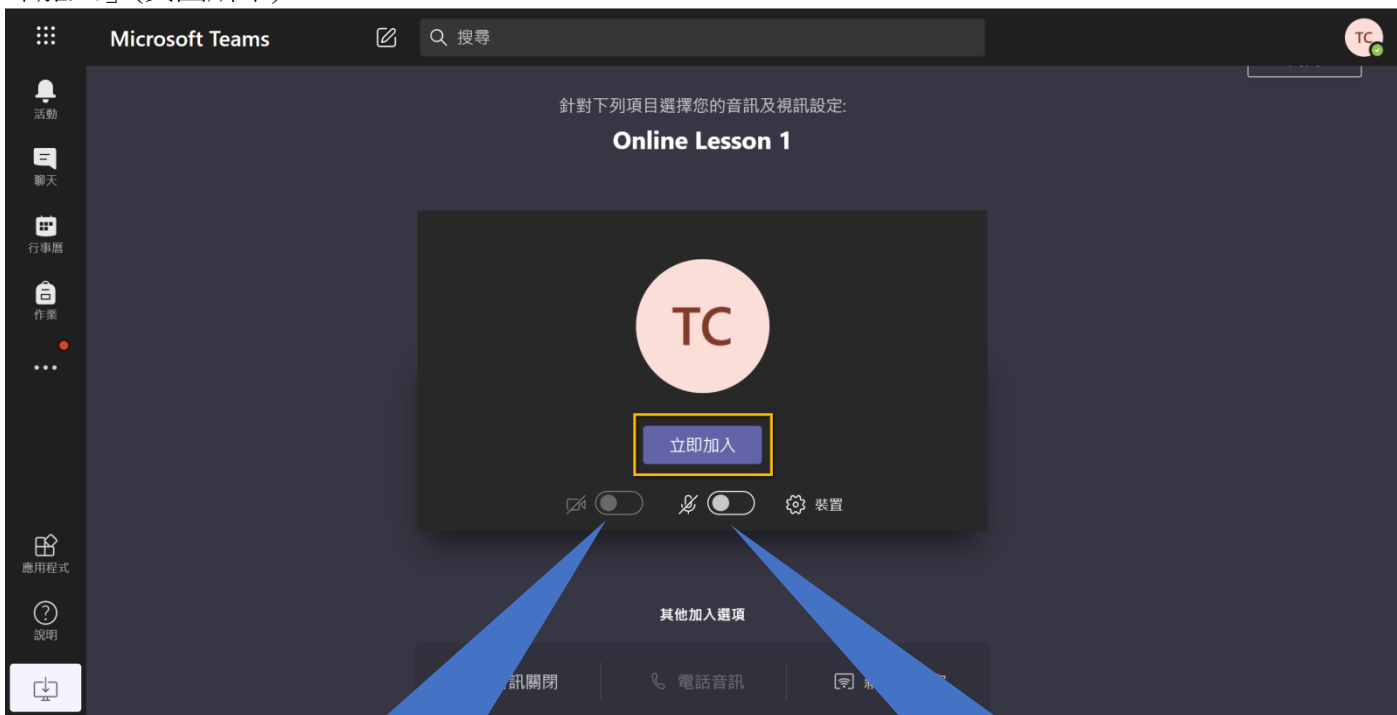 Microsoft Teams
搜尋
TC
活動
聊天
行事曆
作業
應用程式
說明
針對下列項目選擇您的音訊及視訊設定:
Online Lesson 1
TC
立即加入
裝置
其他加入選項
訊關閉
電話音訊